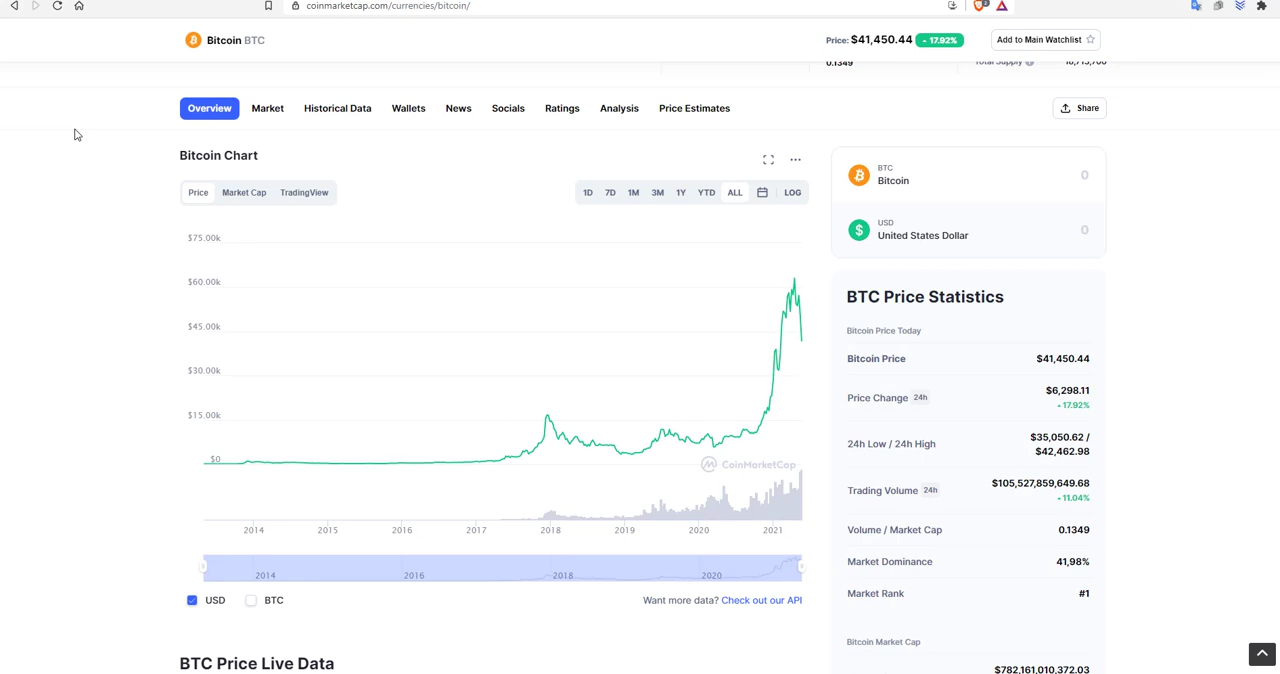 coinmarketcap.com/currencies/bitcoin/
2
Bitcoin BTC
Price: $41,450.44 - 17.92%
Add to Main Watchlist
0.1349
Total Supply
Overview Market Historical Data Wallets News Socials Ratings Analysis Price Estimates
Share
Bitcoin Chart
Price Market Cap TradingView
1D 7D 1M 3M 1Y YTD ALL LOG
$75.00k
$60.00k
$45.00k
$30.00k
$15.00k
$0
CoinMarketCap
2014 2015 2016 2017 2018 2019 2020 2021
2014 2016 2018 2020
USD BTC
Want more data? Check out our API
BTC Price Live Data
BTC
Bitcoin 0
USD
United States Dollar 0
BTC Price Statistics
Bitcoin Price Today
Bitcoin Price $41,450.44
Price Change 24h $6,298.11
- 17.92%
24h Low / 24h High $35,050.62 /
$42,462.98
Trading Volume 24h $105,527,859,649.68
- 11.04%
Volume / Market Cap 0.1349
Market Dominance 41,98%
Market Rank #1
Bitcoin Market Cap
$782,161,010,372.03